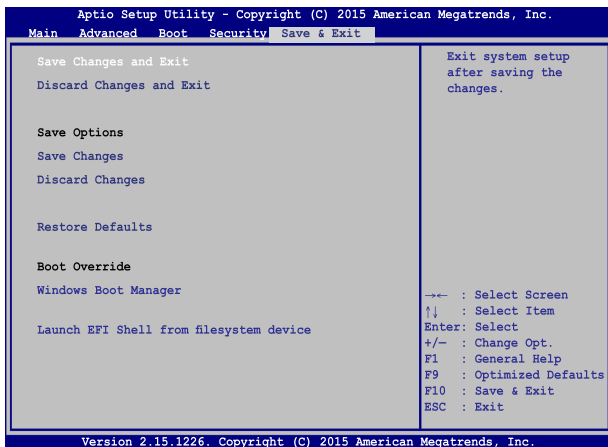 Aptio Setup Utility - Copyright (C) 2015 American Megatrends, Inc.
Main Advanced Boot Security Save & Exit
Save Changes and Exit
Discard Changes and Exit
Save Options
Save Changes
Discard Changes
Restore Defaults
Boot Override
Windows Boot Manager
Launch EFI Shell from filesystem device
Exit system setup
after saving the
changes.
→← : Select Screen
↑↓ : Select Item
Enter: Select
+/— : Change Opt.
F1 : General Help
F9 : Optimized Defaults
F10 : Save & Exit
ESC : Exit
Version 2.15.1226. Copyright (C) 2015 American Megatrends, Inc.